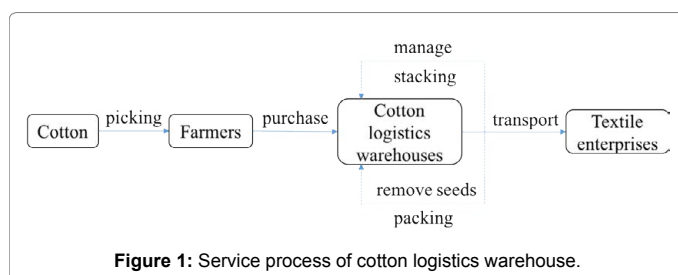 manage
stacking
Cotton
picking
Farmers
purchase
Cotton
logistics
warehouses
transport
Textile
enterprises
remove seeds
packing
Figure 1: Service process of cotton logistics warehouse.